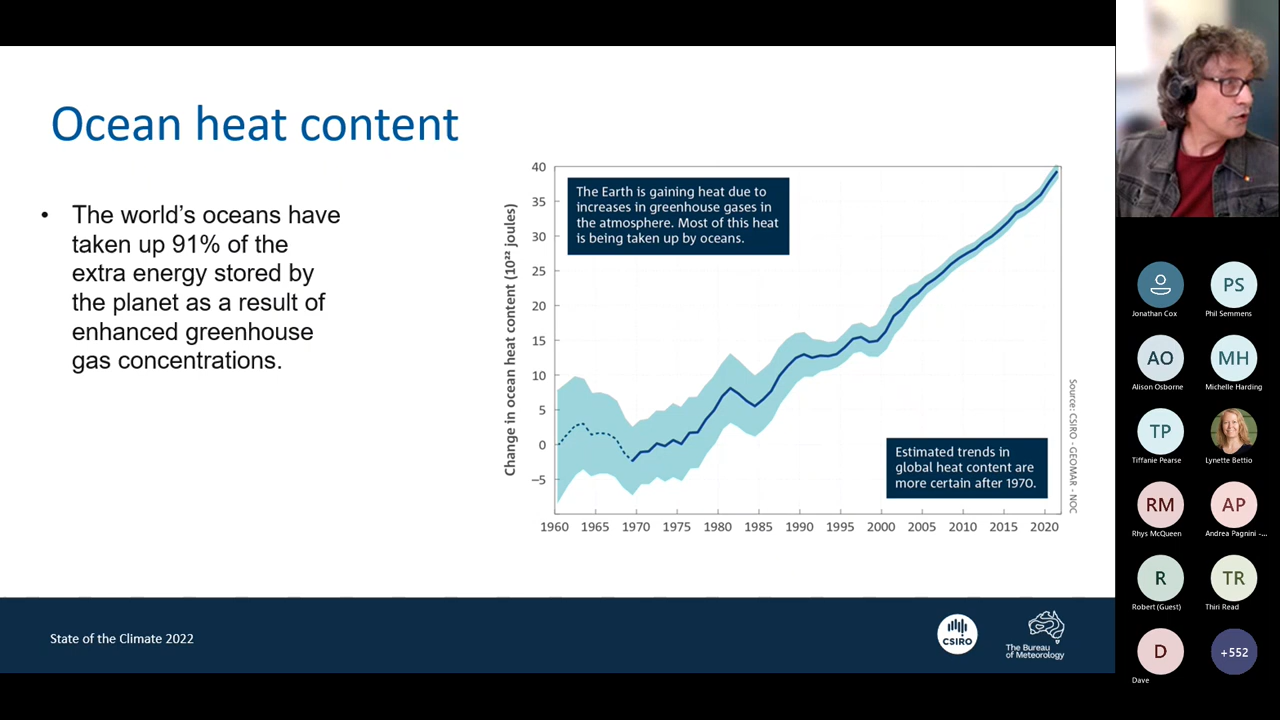 Ocean heat content
• The world's oceans have
taken up 91% of the
extra energy stored by
the planet as a result of
enhanced greenhouse
gas concentrations.
Change in ocean heat content (10²² joules)
40
35
30
25
20
15
10
5
0
−5
The Earth is gaining heat due to
increases in greenhouse gases in
the atmosphere. Most of this heat
is being taken up by oceans.
Estimated trends in
global heat content are
more certain after 1970.
Source: CSIRO - GEOMAR - NOC
1960 1965 1970 1975 1980 1985 1990 1995 2000 2005 2010 2015 2020
State of the Climate 2022
CSIRO
The Bureau
of Meteorology
Jonathan Cox
PS
Phil Semmens
AO
Alison Osborne
MH
Michelle Harding
TP
Tiffanie Pearse
Lynette Bettio
RM
Rhys McQueen
AP
Andrea Pagnini -...
R
Robert (Guest)
TR
Thiri Read
D
Dave
+552